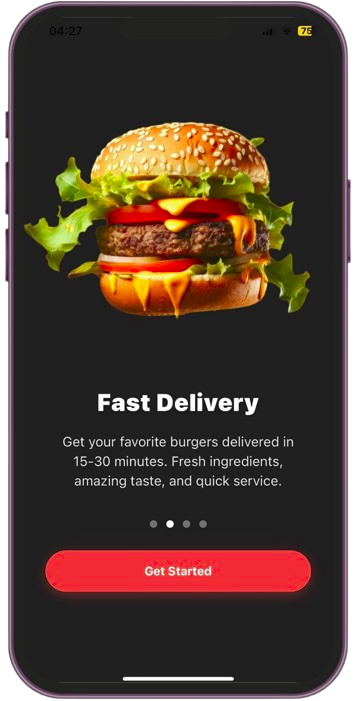 04:27
75
Fast Delivery
Get your favorite burgers delivered in
15-30 minutes. Fresh ingredients,
amazing taste, and quick service.
Get Started